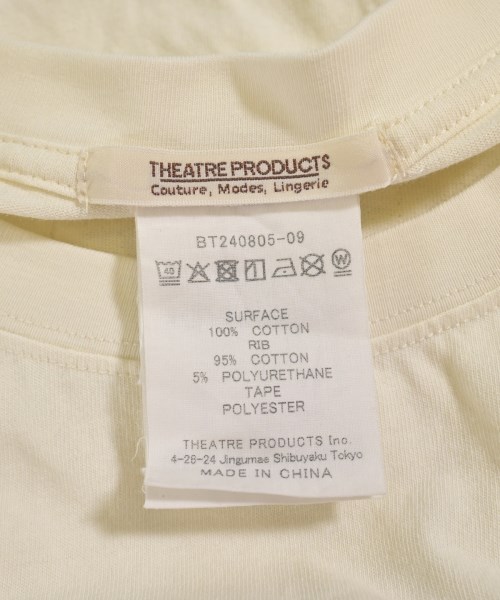 THEATRE PRODUCTS
Couture, Modes, Lingerie
BT240805-09
40
W
SURFACE
100% COTTON
RIB
95% COTTON
5% POLYURETHANE
TAPE
POLYESTER
THEATRE PRODUCTS Inc.
4-26-24 Jingumae Shibuyaku Tokyo
MADE IN CHINA